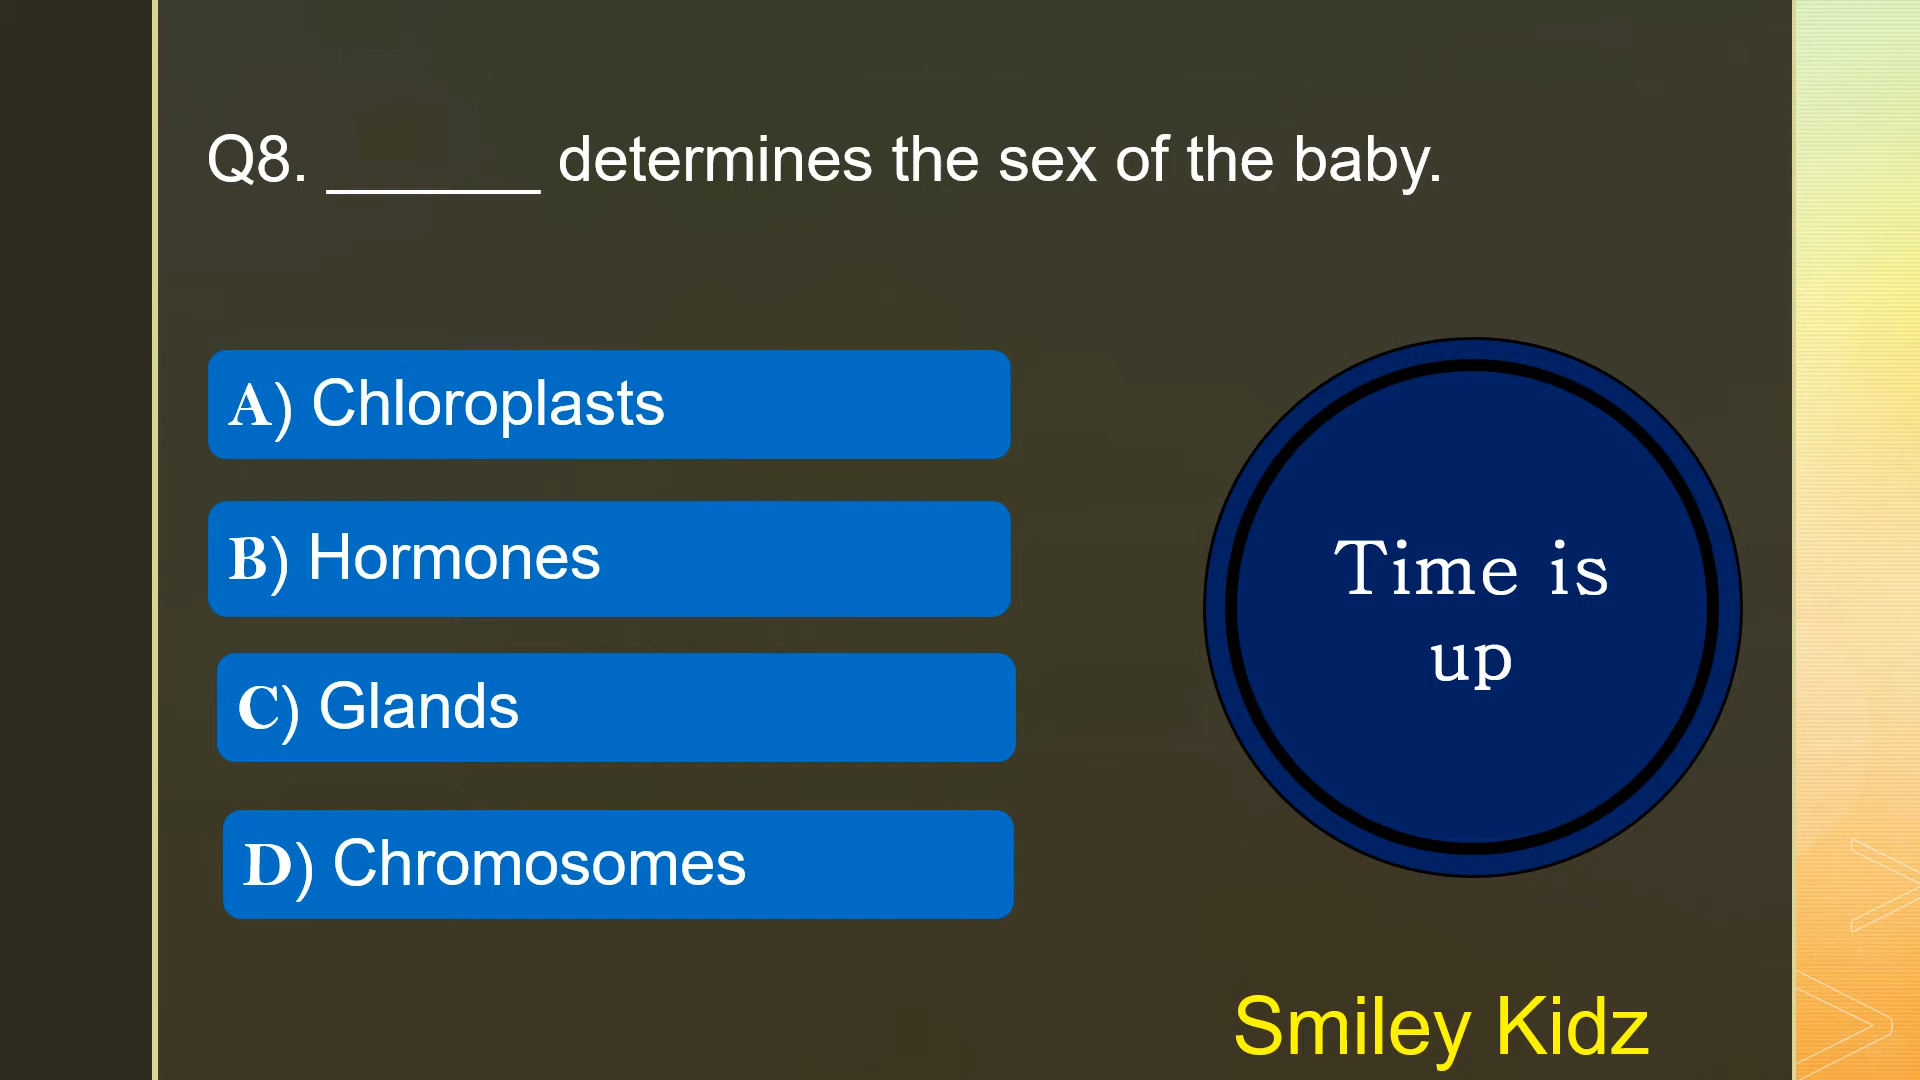 Q8. ______ determines the sex of the baby.
A) Chloroplasts
B) Hormones
C) Glands
D) Chromosomes
Time is
up
Smiley Kidz